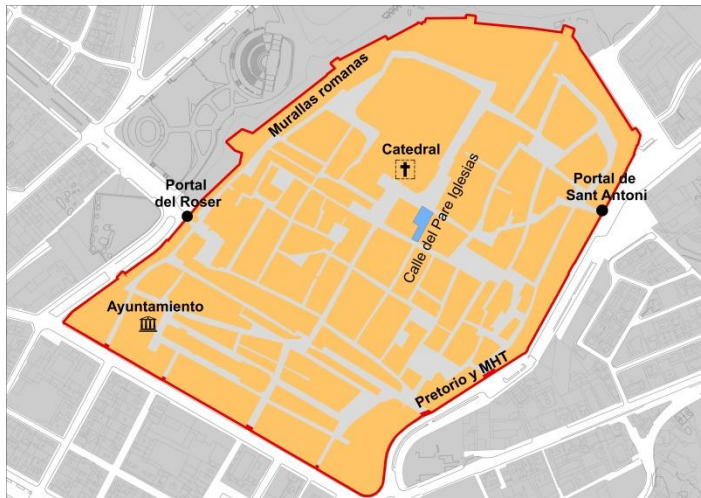 Murallas romanas
Catedral
Portal
del Roser
Calle del Pare Iglesias
Portal de
Sant Antoni
Ayuntamiento
Pretorio y MHT